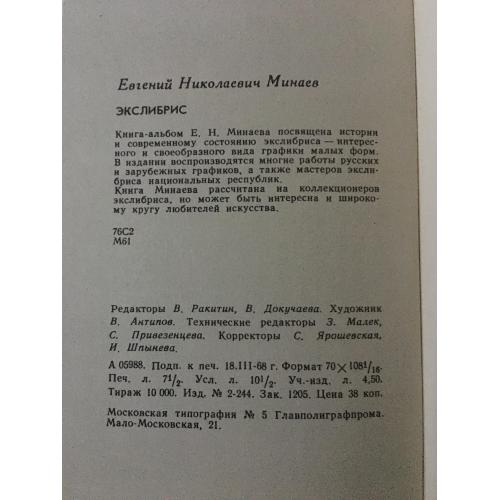 Евгений Николаевич Минаев
ЭКСЛИБРИС
Книга-альбом Е. Н. Минаева посвящена истории
и современному состоянию экслибриса — интерес-
ного и своеобразного вида графики малых форм.
В издании воспроизводятся многие работы русских
и зарубежных графиков, а также мастеров эксли-
бриса национальных республик.
Книга Минаева рассчитана на коллекционеров
экслибриса, но может быть интересна и широко-
му кругу любителей искусства.
76С2
М61
Редакторы В. Ракитин, В. Докучаева. Художник
В. Антипов. Технические редакторы З. Малек,
С. Привезенцева. Корректоры С. Ярошевская,
И. Шпынева.
А 05988. Подп. к печ. 18.III-68 г. Формат 70×108¹/₁₆.
Печ. л. 7¹/₂. Усл. л. 10¹/₂. Уч.-изд. л. 4,50.
Тираж 10 000. Изд. № 2-244. Зак. 1205. Цена 38 коп.
Московская типография № 5 Главполиграфпрома.
Мало-Московская, 21.